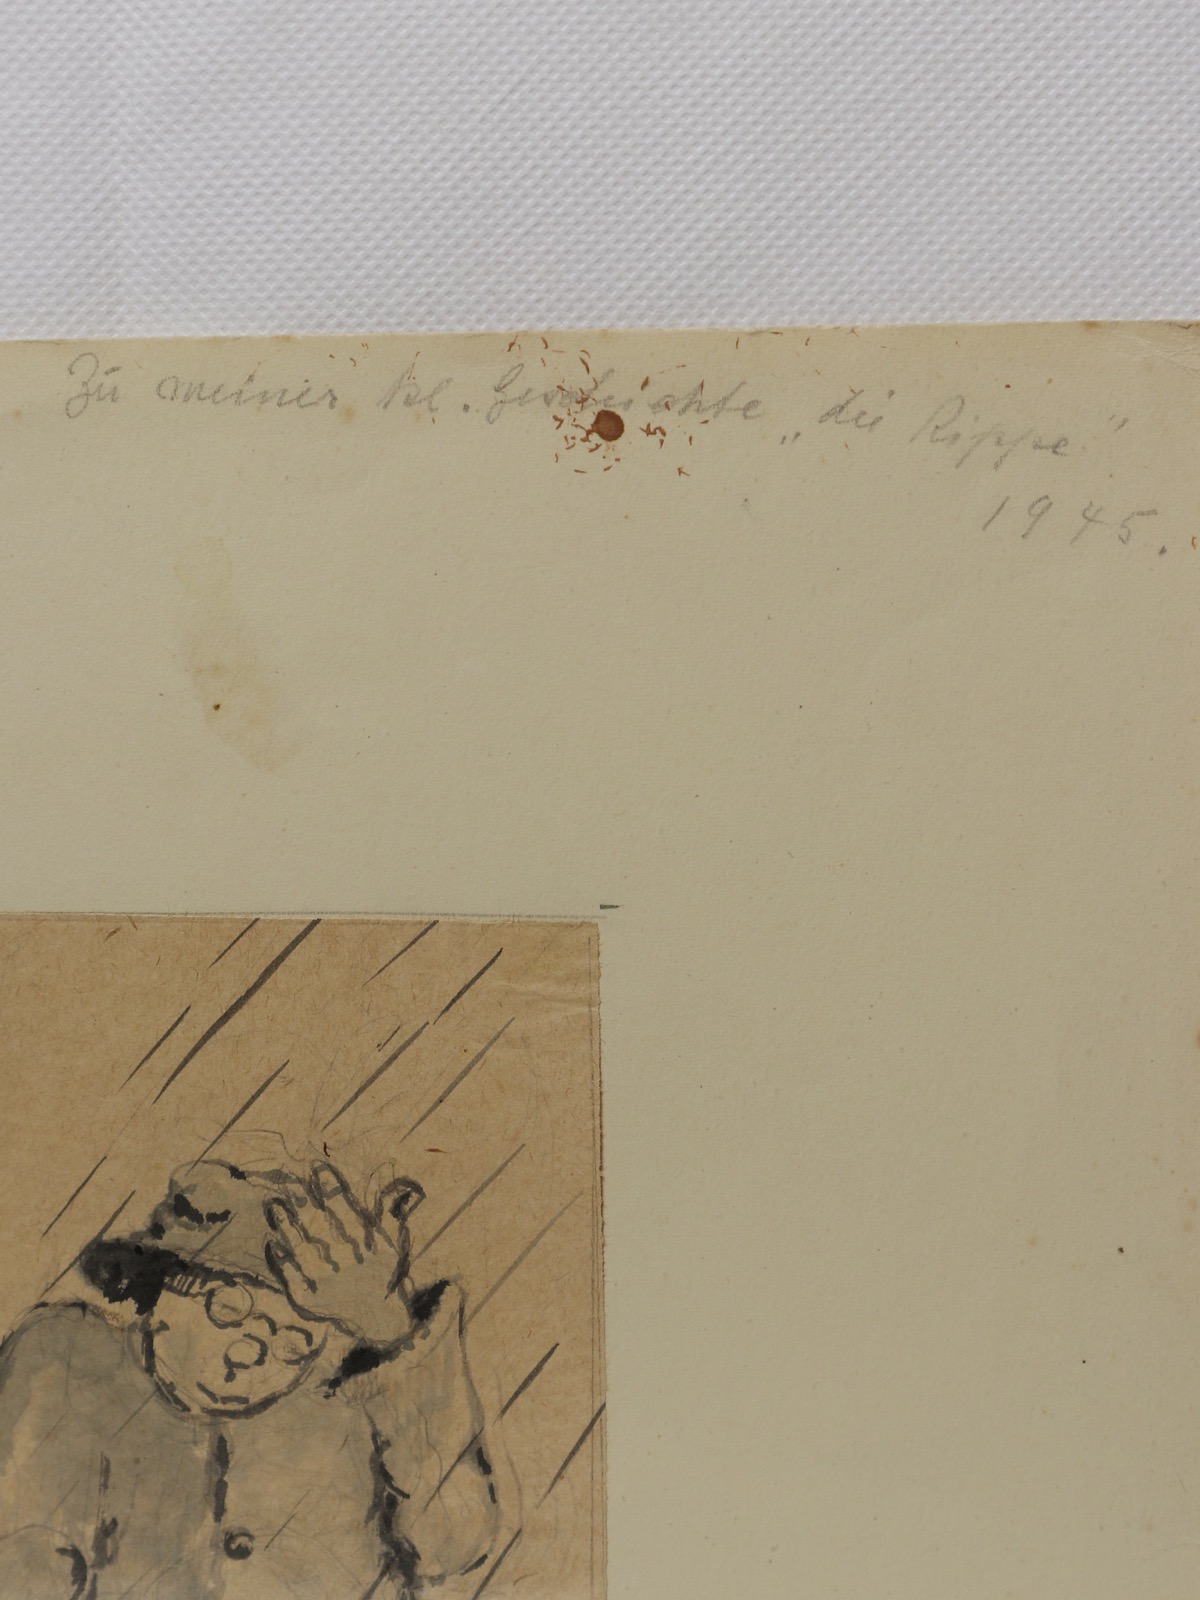 Zu meiner kl. Geschichte „die Rippe"
1945.